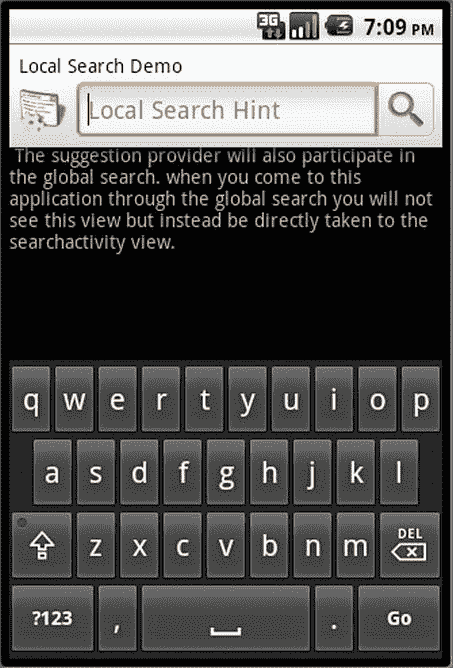 3G 7:09 PM
Local Search Demo
Local Search Hint
The suggestion provider will also participate in
the global search. when you come to this
application through the global search you will not
see this view but instead be directly taken to the
searchactivity view.
q w e r t y u i o p
a s d f g h j k l
z x c v b n m DEL
?123 , . Go